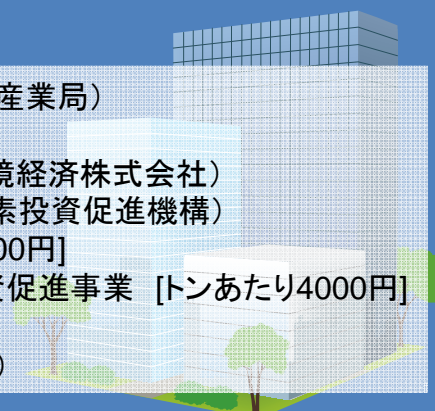 産業局）
境経済株式会社）
素投資促進機構）
00円]
資促進事業 [トンあたり4000円]
）